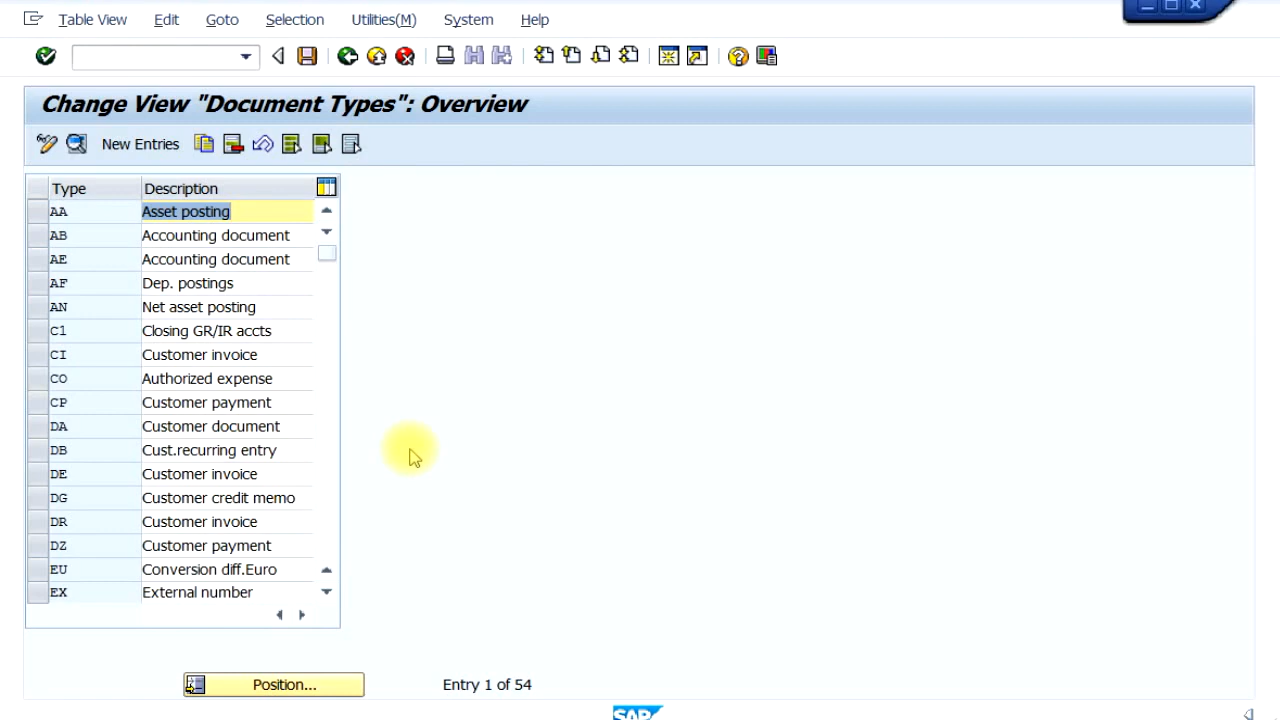 Table View Edit Goto Selection Utilities(M) System Help
Change View "Document Types": Overview
New Entries
Type Description
AA Asset posting
AB Accounting document
AE Accounting document
AF Dep. postings
AN Net asset posting
C1 Closing GR/IR accts
CI Customer invoice
CO Authorized expense
CP Customer payment
DA Customer document
DB Cust.recurring entry
DE Customer invoice
DG Customer credit memo
DR Customer invoice
DZ Customer payment
EU Conversion diff.Euro
EX External number
Position... Entry 1 of 54
SAP